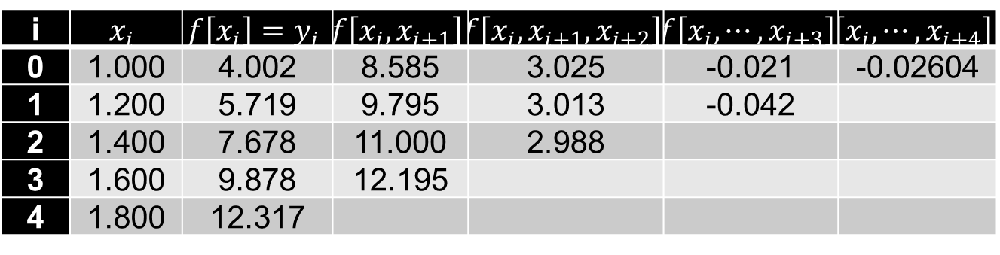 i x_i f[x_i] = y_i f[x_i, x_{i+1}] f[x_i, x_{i+1}, x_{i+2}] f[x_i, ⋯, x_{i+3}] [x_i, ⋯, x_{i+4}]
0 1.000 4.002 8.585 3.025 -0.021 -0.02604
1 1.200 5.719 9.795 3.013 -0.042
2 1.400 7.678 11.000 2.988
3 1.600 9.878 12.195
4 1.800 12.317